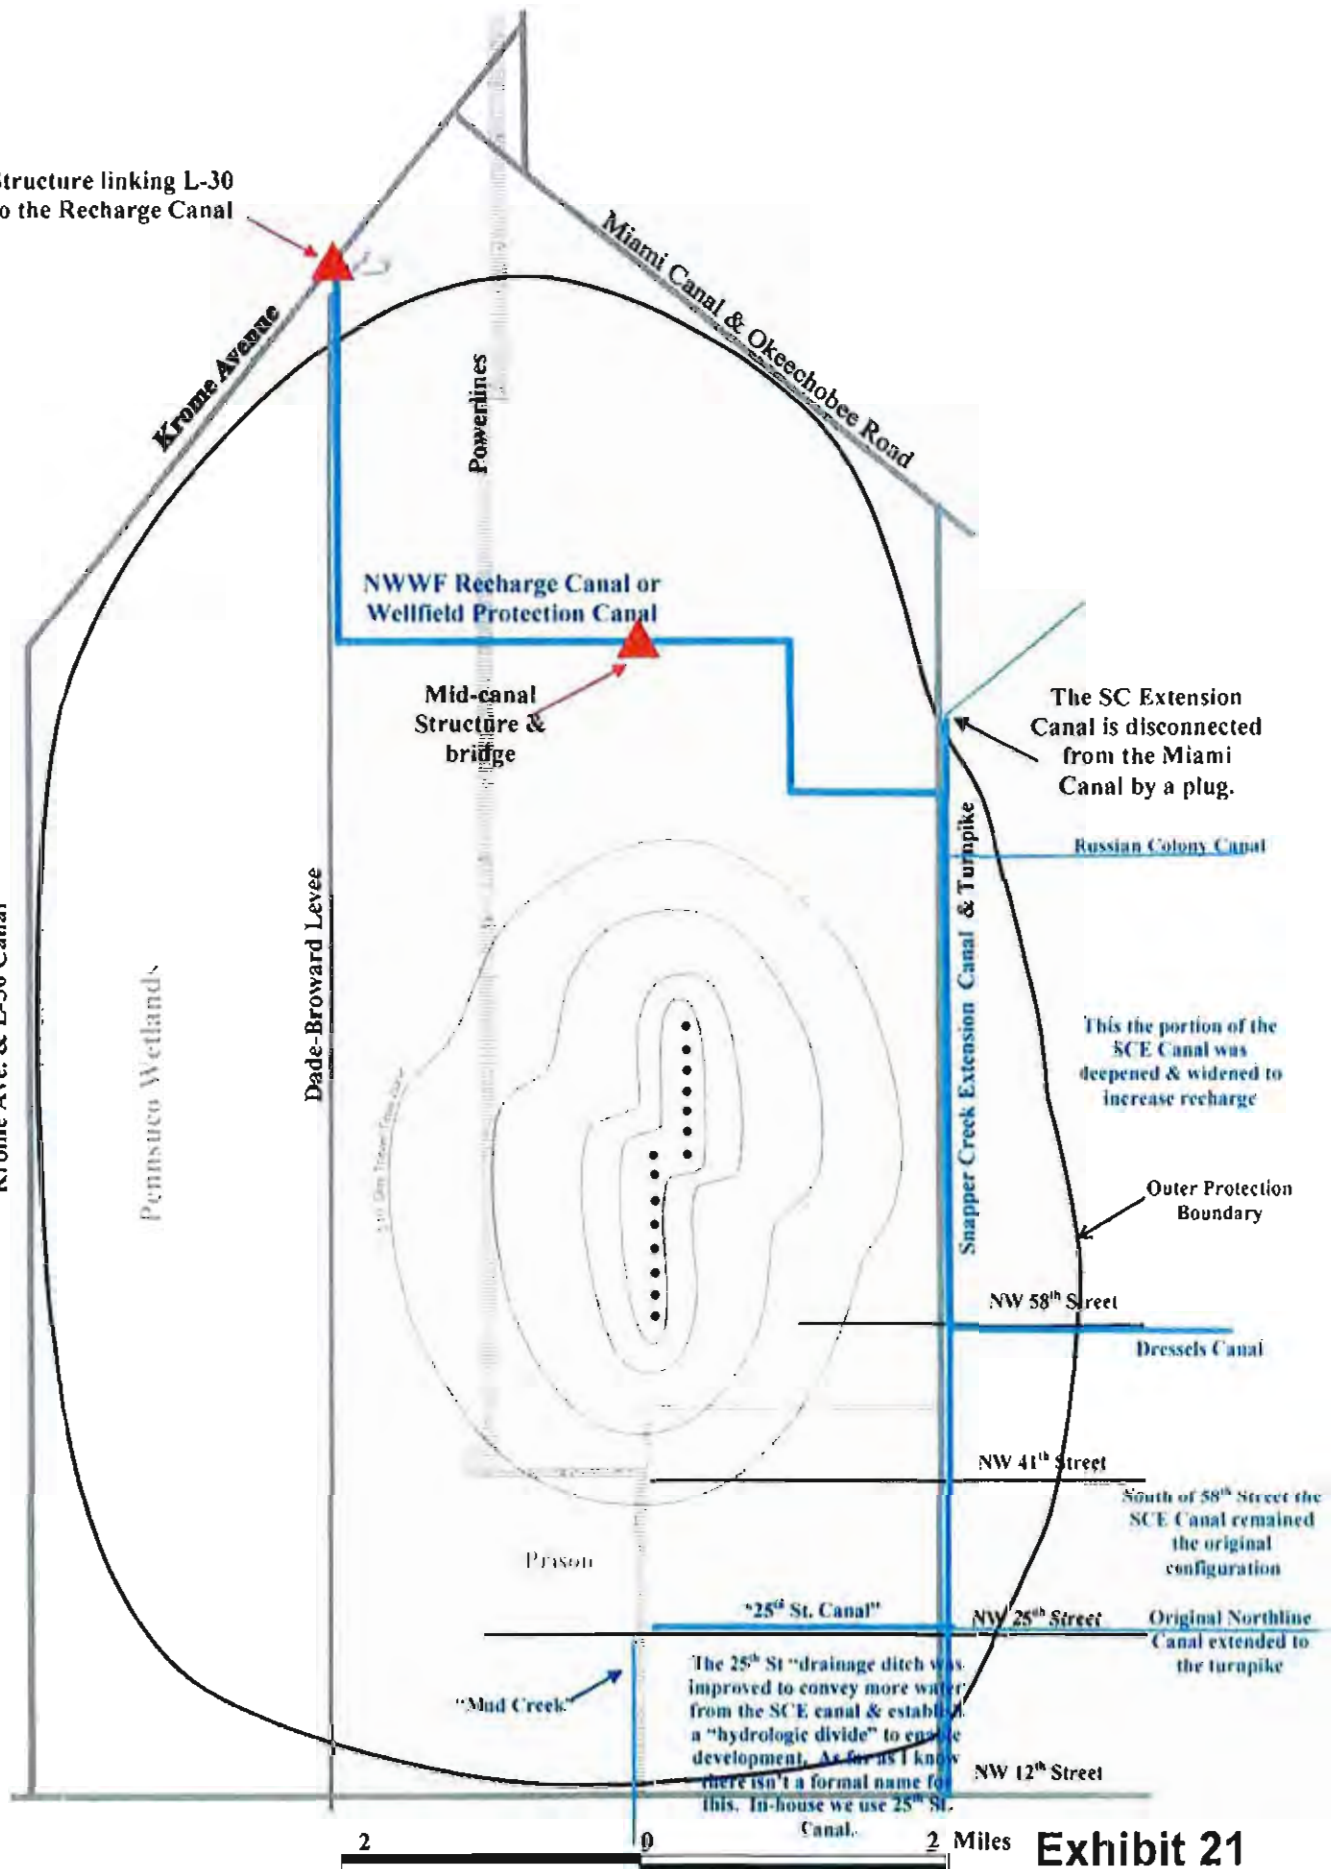 Structure linking L-30
to the Recharge Canal
Krome Avenue
Miami Canal & Okeechobee Road
Powerlines
NWWF Recharge Canal or
Wellfield Protection Canal
Mid-canal
Structure &
bridge
The SC Extension
Canal is disconnected
from the Miami
Canal by a plug.
Russian Colony Canal
Krome Ave. & L-30 Canal
Pennsuco Wetlands
Dade-Broward Levee
Snapper Creek Extension Canal & Turnpike
This the portion of the
SCE Canal was
deepened & widened to
increase recharge
Outer Protection
Boundary
NW 58th Street
Dressels Canal
NW 41th Street
South of 58th Street the
SCE Canal remained
the original
configuration
Prison
"25th St. Canal"
NW 25th Street
Original Northline
Canal extended to
the turnpike
"Mud Creek"
The 25th St "drainage ditch was
improved to convey more water
from the SCE canal & establish
a "hydrologic divide" to enable
development. As far as I know
there isn't a formal name for
this. In-house we use 25th St.
Canal.
NW 12th Street
2 0 2 Miles
Exhibit 21